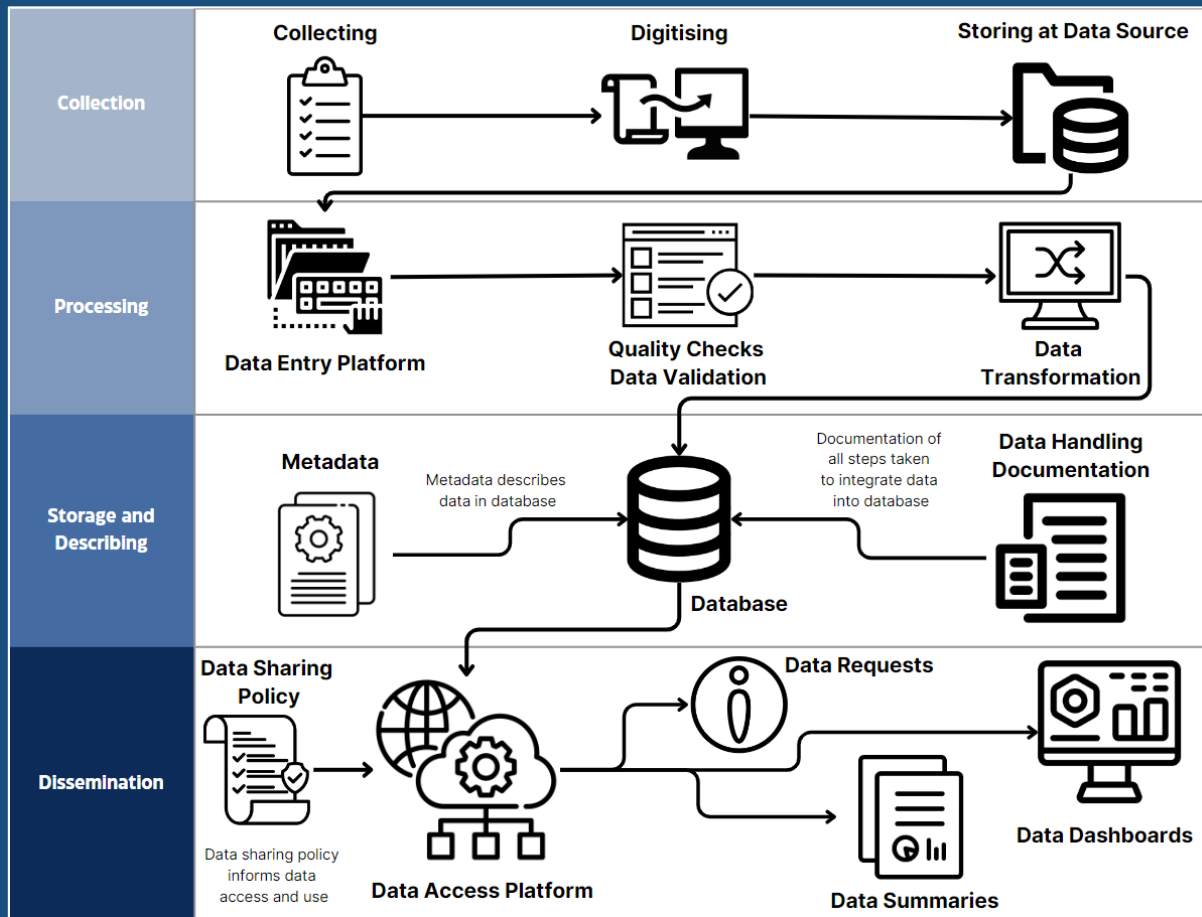 Collection
Collecting
Digitising
Storing at Data Source
Processing
Data Entry Platform
Quality Checks
Data Validation
Data
Transformation
Storage and
Describing
Metadata
Metadata describes
data in database
Database
Documentation of
all steps taken
to integrate data
into database
Data Handling
Documentation
Dissemination
Data Sharing
Policy
Data sharing policy
informs data
access and use
Data Access Platform
Data Requests
Data Summaries
Data Dashboards